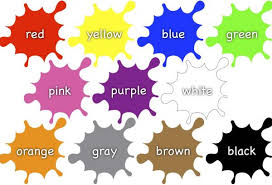 red yellow blue green
pink purple white
orange gray brown black